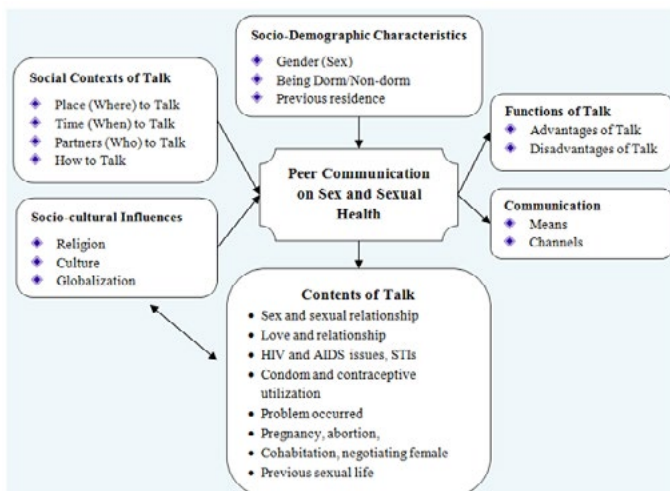 Socio-Demographic Characteristics
Gender (Sex)
Being Dorm/Non-dorm
Previous residence
Social Contexts of Talk
Place (Where) to Talk
Time (When) to Talk
Partners (Who) to Talk
How to Talk
Functions of Talk
Advantages of Talk
Disadvantages of Talk
Peer Communication
on Sex and Sexual
Health
Socio-cultural Influences
Religion
Culture
Globalization
Communication
Means
Channels
Contents of Talk
Sex and sexual relationship
Love and relationship
HIV and AIDS issues, STIs
Condom and contraceptive
utilization
Problem occurred
Pregnancy, abortion,
Cohabitation, negotiating female
Previous sexual life